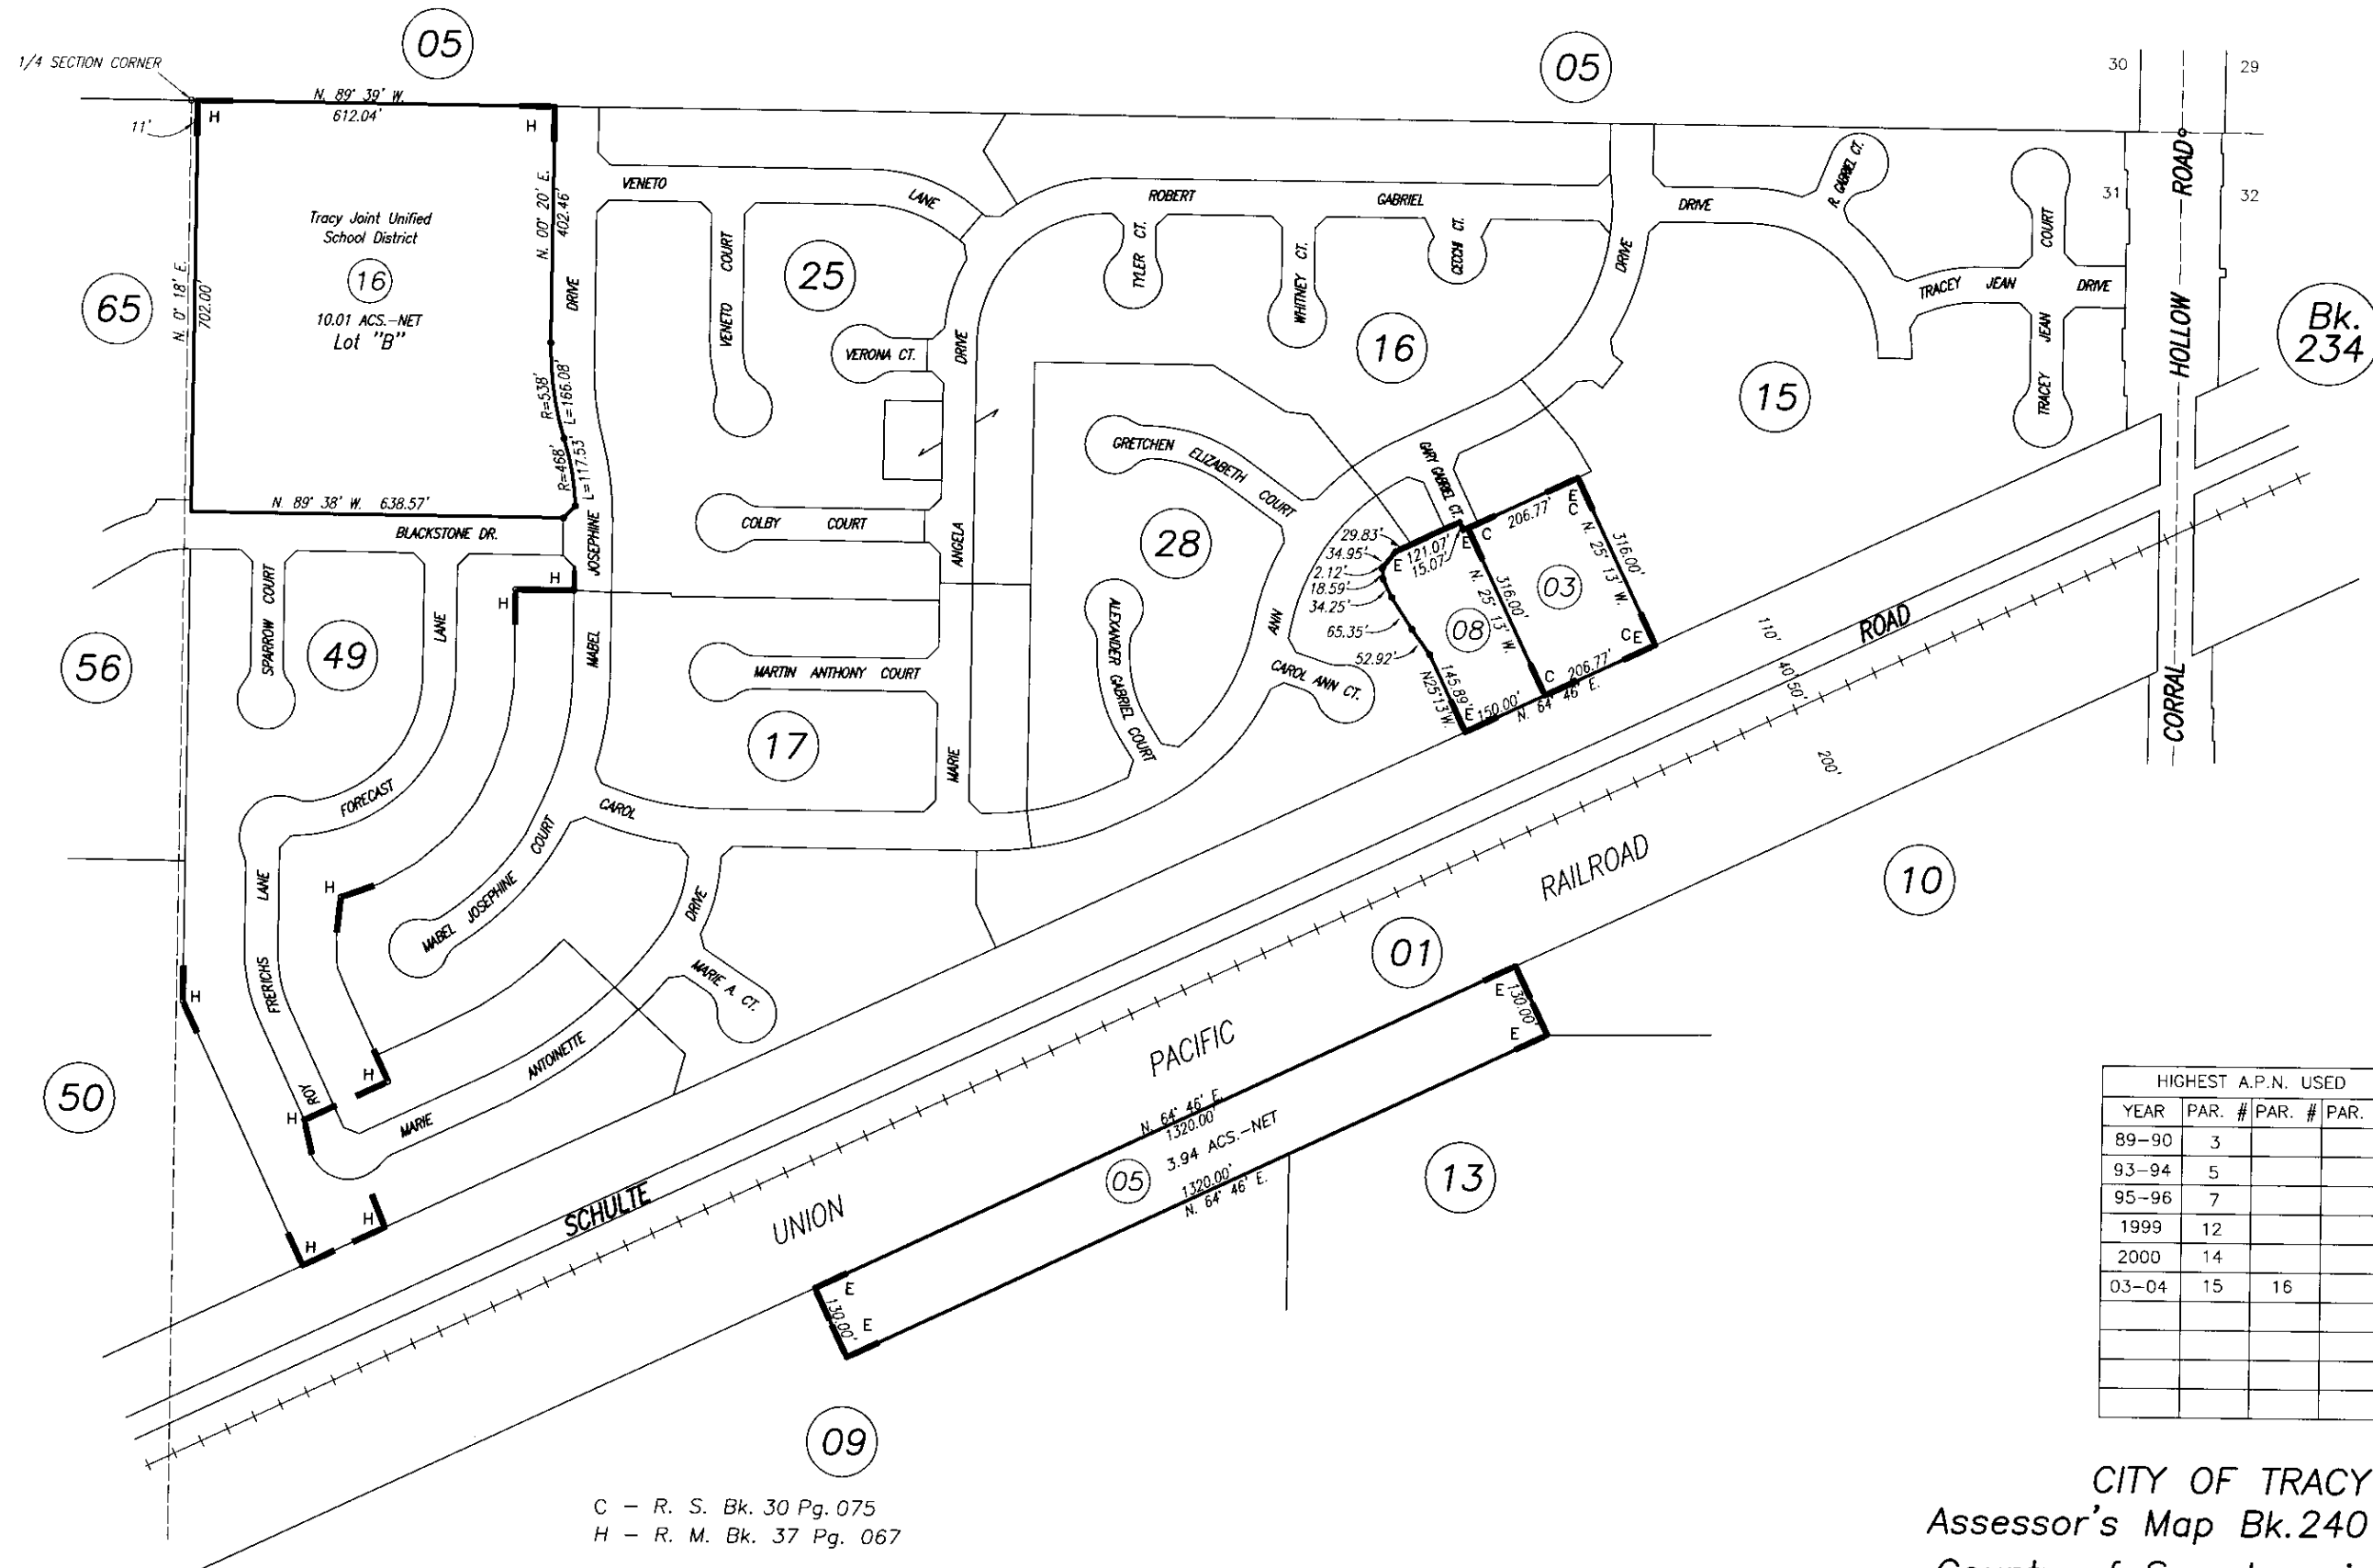 05
05
1/4 SECTION CORNER
30
29
N. 89° 39' W.
612.04'
11'
H
H
ROAD
31
32
N. 00° 20' E.
402.46'
VENETO
LANE
ROBERT
GABRIEL
DRIVE
R. GABRIEL CT.
Tracy Joint Unified
School District
16
10.01 ACS.-NET
Lot "B"
65
N. 0° 18' E.
702.00'
DRIVE
VENETO COURT
25
TYLER CT.
WHITNEY CT.
CECCHI CT.
DRIVE
COURT
TRACEY JEAN DRIVE
TRACEY JEAN
HOLLOW
Bk.
234
VERONA CT.
DRIVE
16
15
R=538'
L=166.08'
R=468'
L=117.53'
GRETCHEN ELIZABETH COURT
GARY GABRIEL CT.
N. 89° 38' W. 638.57'
BLACKSTONE DR.
JOSEPHINE
COLBY COURT
ANGELA
28
29.83'
34.95'
2.12'
18.59'
34.25'
65.35'
52.92'
E
121.07'
15.07'
E
C
206.77'
E
C
N. 25° 13' W.
316.00'
316.00'
N. 25° 13' W.
03
08
H
H
SPARROW COURT
LANE
49
56
MABEL
MARTIN ANTHONY COURT
ALEXANDER GABRIEL COURT
ANN
CAROL ANN CT.
145.89'
N25°13'W.
E
150.00'
C
206.77'
N. 64° 46' E.
C E
110'
40'
50'
ROAD
200'
CORRAL
17
MARIE
FORECAST
CAROL
MABEL JOSEPHINE COURT
LANE
H
DRIVE
RAILROAD
10
01
FRERICHS
H
MARIE A. CT.
E
130.00'
E
50
ROY
H
H
ANTOINETTE
MARIE
PACIFIC
N. 64° 46' E.
1320.00'
3.94 ACS.-NET
05
1320.00'
N. 64° 46' E.
13
HIGHEST A.P.N. USED
YEAR PAR. # PAR. # PAR.
89-90 3
93-94 5
95-96 7
1999 12
2000 14
03-04 15 16
H
H
SCHULTE
UNION
E
130.00'
E
09
C - R. S. Bk. 30 Pg. 075
H - R. M. Bk. 37 Pg. 067
CITY OF TRACY
Assessor's Map Bk.240